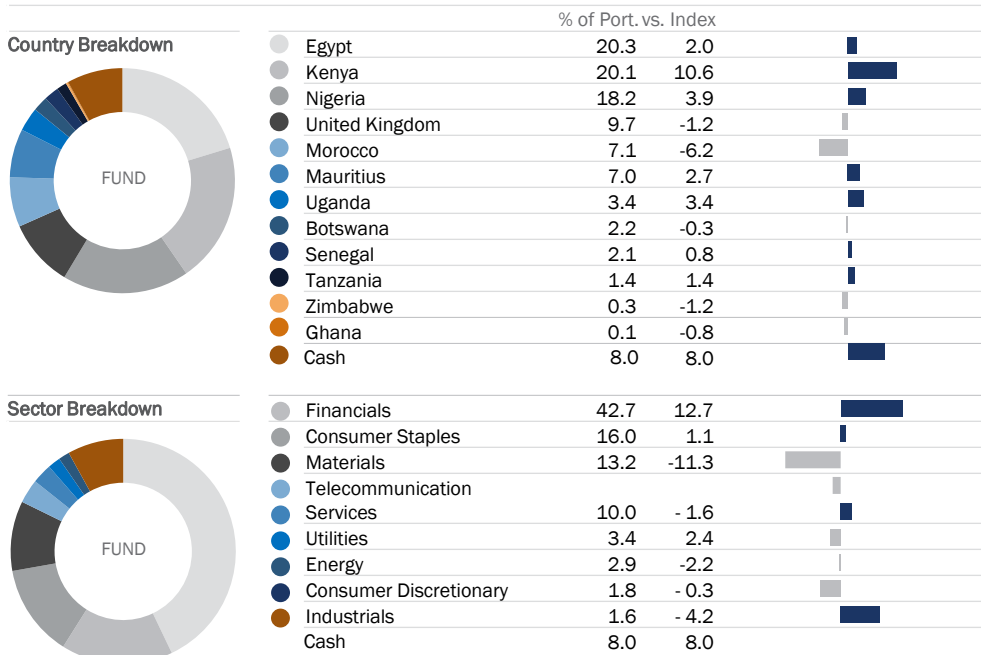 % of Port. vs. Index
Country Breakdown
FUND
Egypt 20.3 2.0
Kenya 20.1 10.6
Nigeria 18.2 3.9
United Kingdom 9.7 -1.2
Morocco 7.1 -6.2
Mauritius 7.0 2.7
Uganda 3.4 3.4
Botswana 2.2 -0.3
Senegal 2.1 0.8
Tanzania 1.4 1.4
Zimbabwe 0.3 -1.2
Ghana 0.1 -0.8
Cash 8.0 8.0
Sector Breakdown
FUND
Financials 42.7 12.7
Consumer Staples 16.0 1.1
Materials 13.2 -11.3
Telecommunication
Services 10.0 - 1.6
Utilities 3.4 2.4
Energy 2.9 -2.2
Consumer Discretionary 1.8 - 0.3
Industrials 1.6 - 4.2
Cash 8.0 8.0